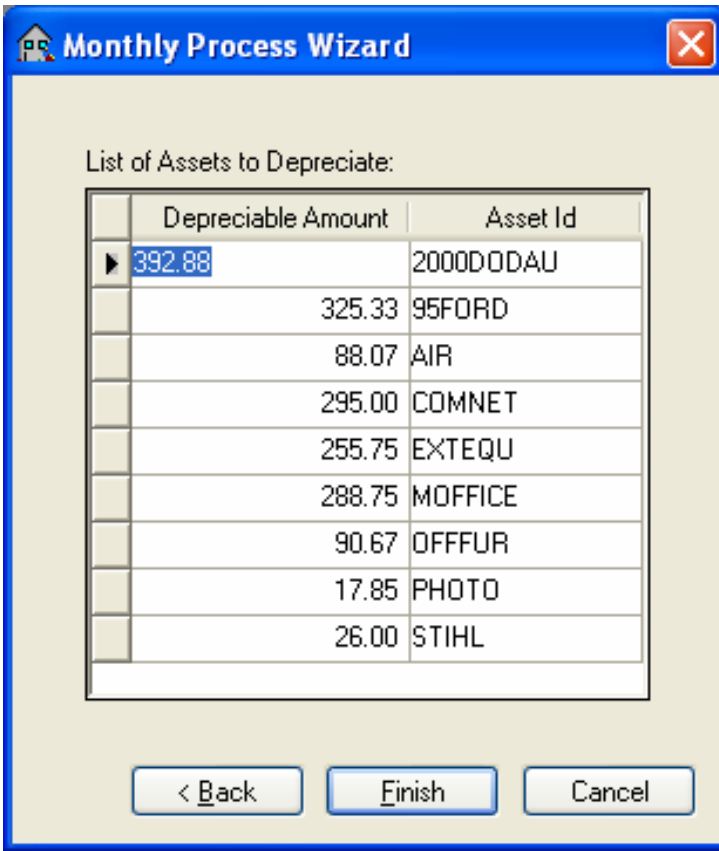 Monthly Process Wizard
List of Assets to Depreciate:
Depreciable Amount Asset Id
392.88 2000DODAU
325.33 95FORD
88.07 AIR
295.00 COMNET
255.75 EXTEQU
288.75 MOFFICE
90.67 OFFFUR
17.85 PHOTO
26.00 STIHL
< Back Finish Cancel